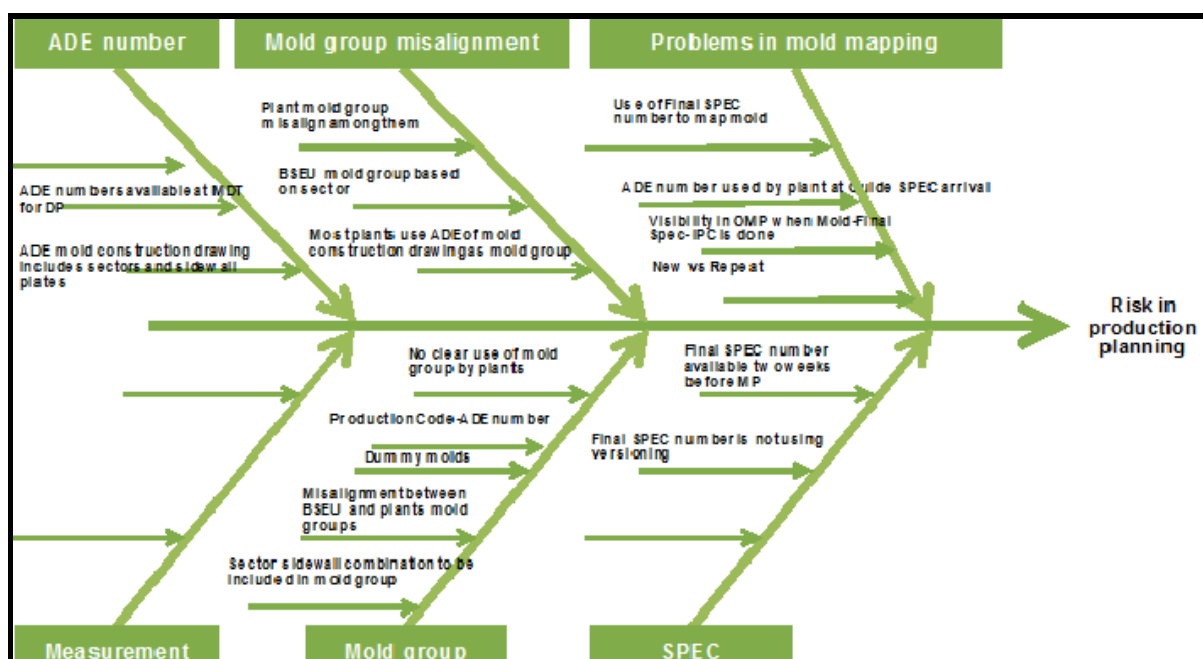 ADE number
Mold group misalignment
Problems in mold mapping
Plant mold group
misalign among them
Use of Final SPEC
number to map mold
BSEU mold group based
on sector
ADE numbers available at MDT
for DP
ADE number used by plant at Guide SPEC arrival
Visibility in OMP when Mold-Final
Spec-IPC is done
Most plants use ADE of mold
construction drawing as mold group
ADE mold construction drawing
includes sectors and sidewall
plates
New vs Repeat
Risk in
production
planning
No clear use of mold
group by plants
Final SPEC number
available two weeks
before MP
Production Code-ADE number
Final SPEC number is not using
versioning
Dummy molds
Misalignment between
BSEU and plants mold
groups
Sector sidewall combination to be
included in mold group
Measurement
Mold group
SPEC